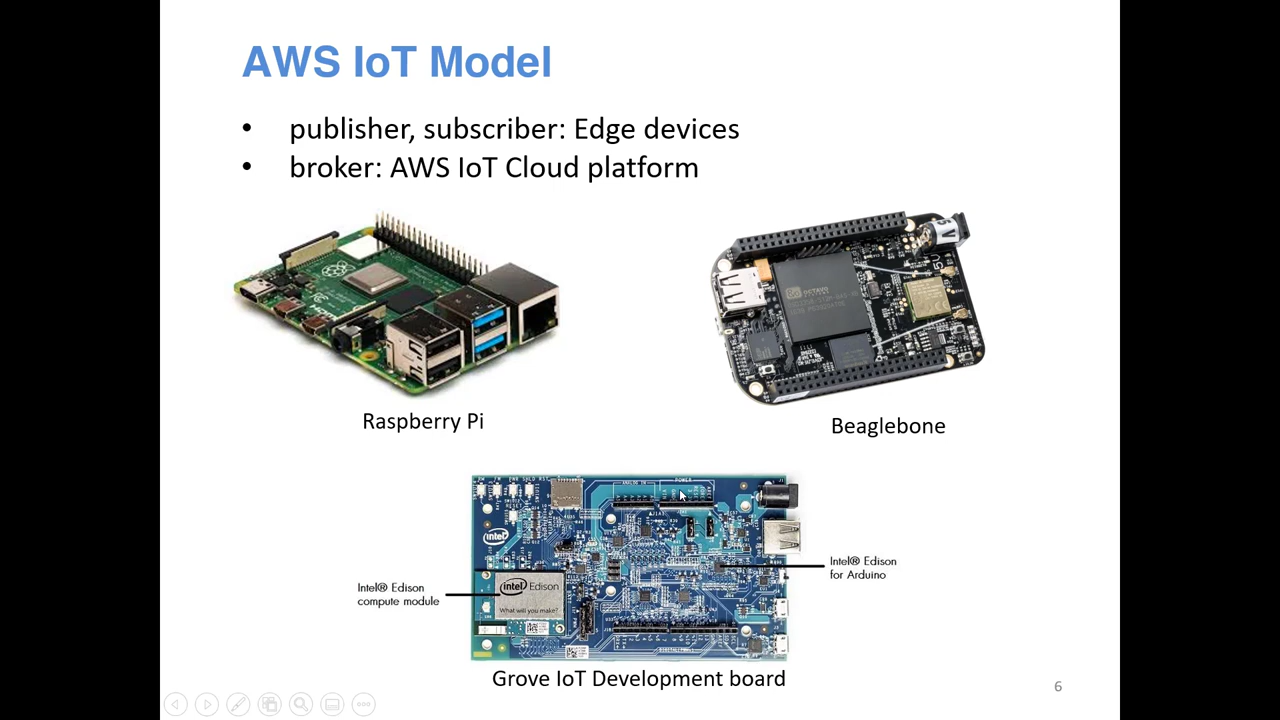 AWS IoT Model
• publisher, subscriber: Edge devices
• broker: AWS IoT Cloud platform
Raspberry Pi
Beaglebone
intel
Intel® Edison
compute module
intel Edison
What will you make?
Intel® Edison
for Arduino
Grove IoT Development board
6